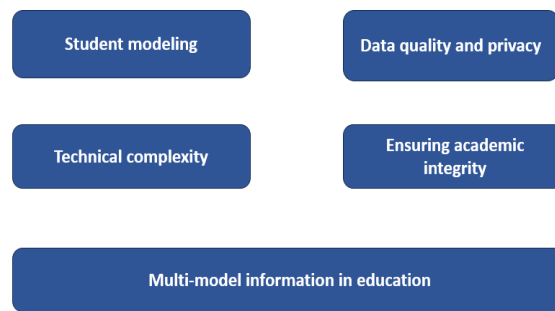 Student modeling
Data quality and privacy
Technical complexity
Ensuring academic
integrity
Multi-model information in education